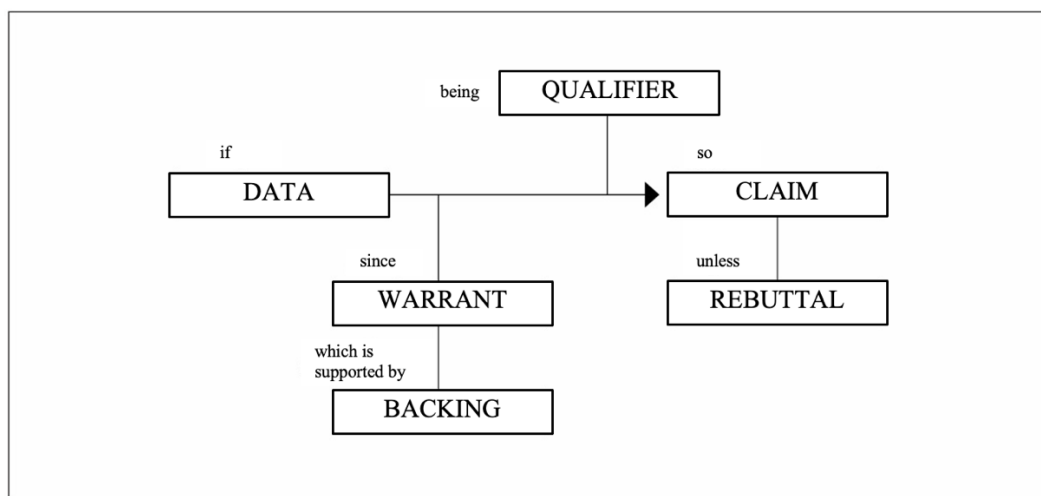 being
QUALIFIER
if
so
DATA
CLAIM
since
unless
WARRANT
REBUTTAL
which is
supported by
BACKING